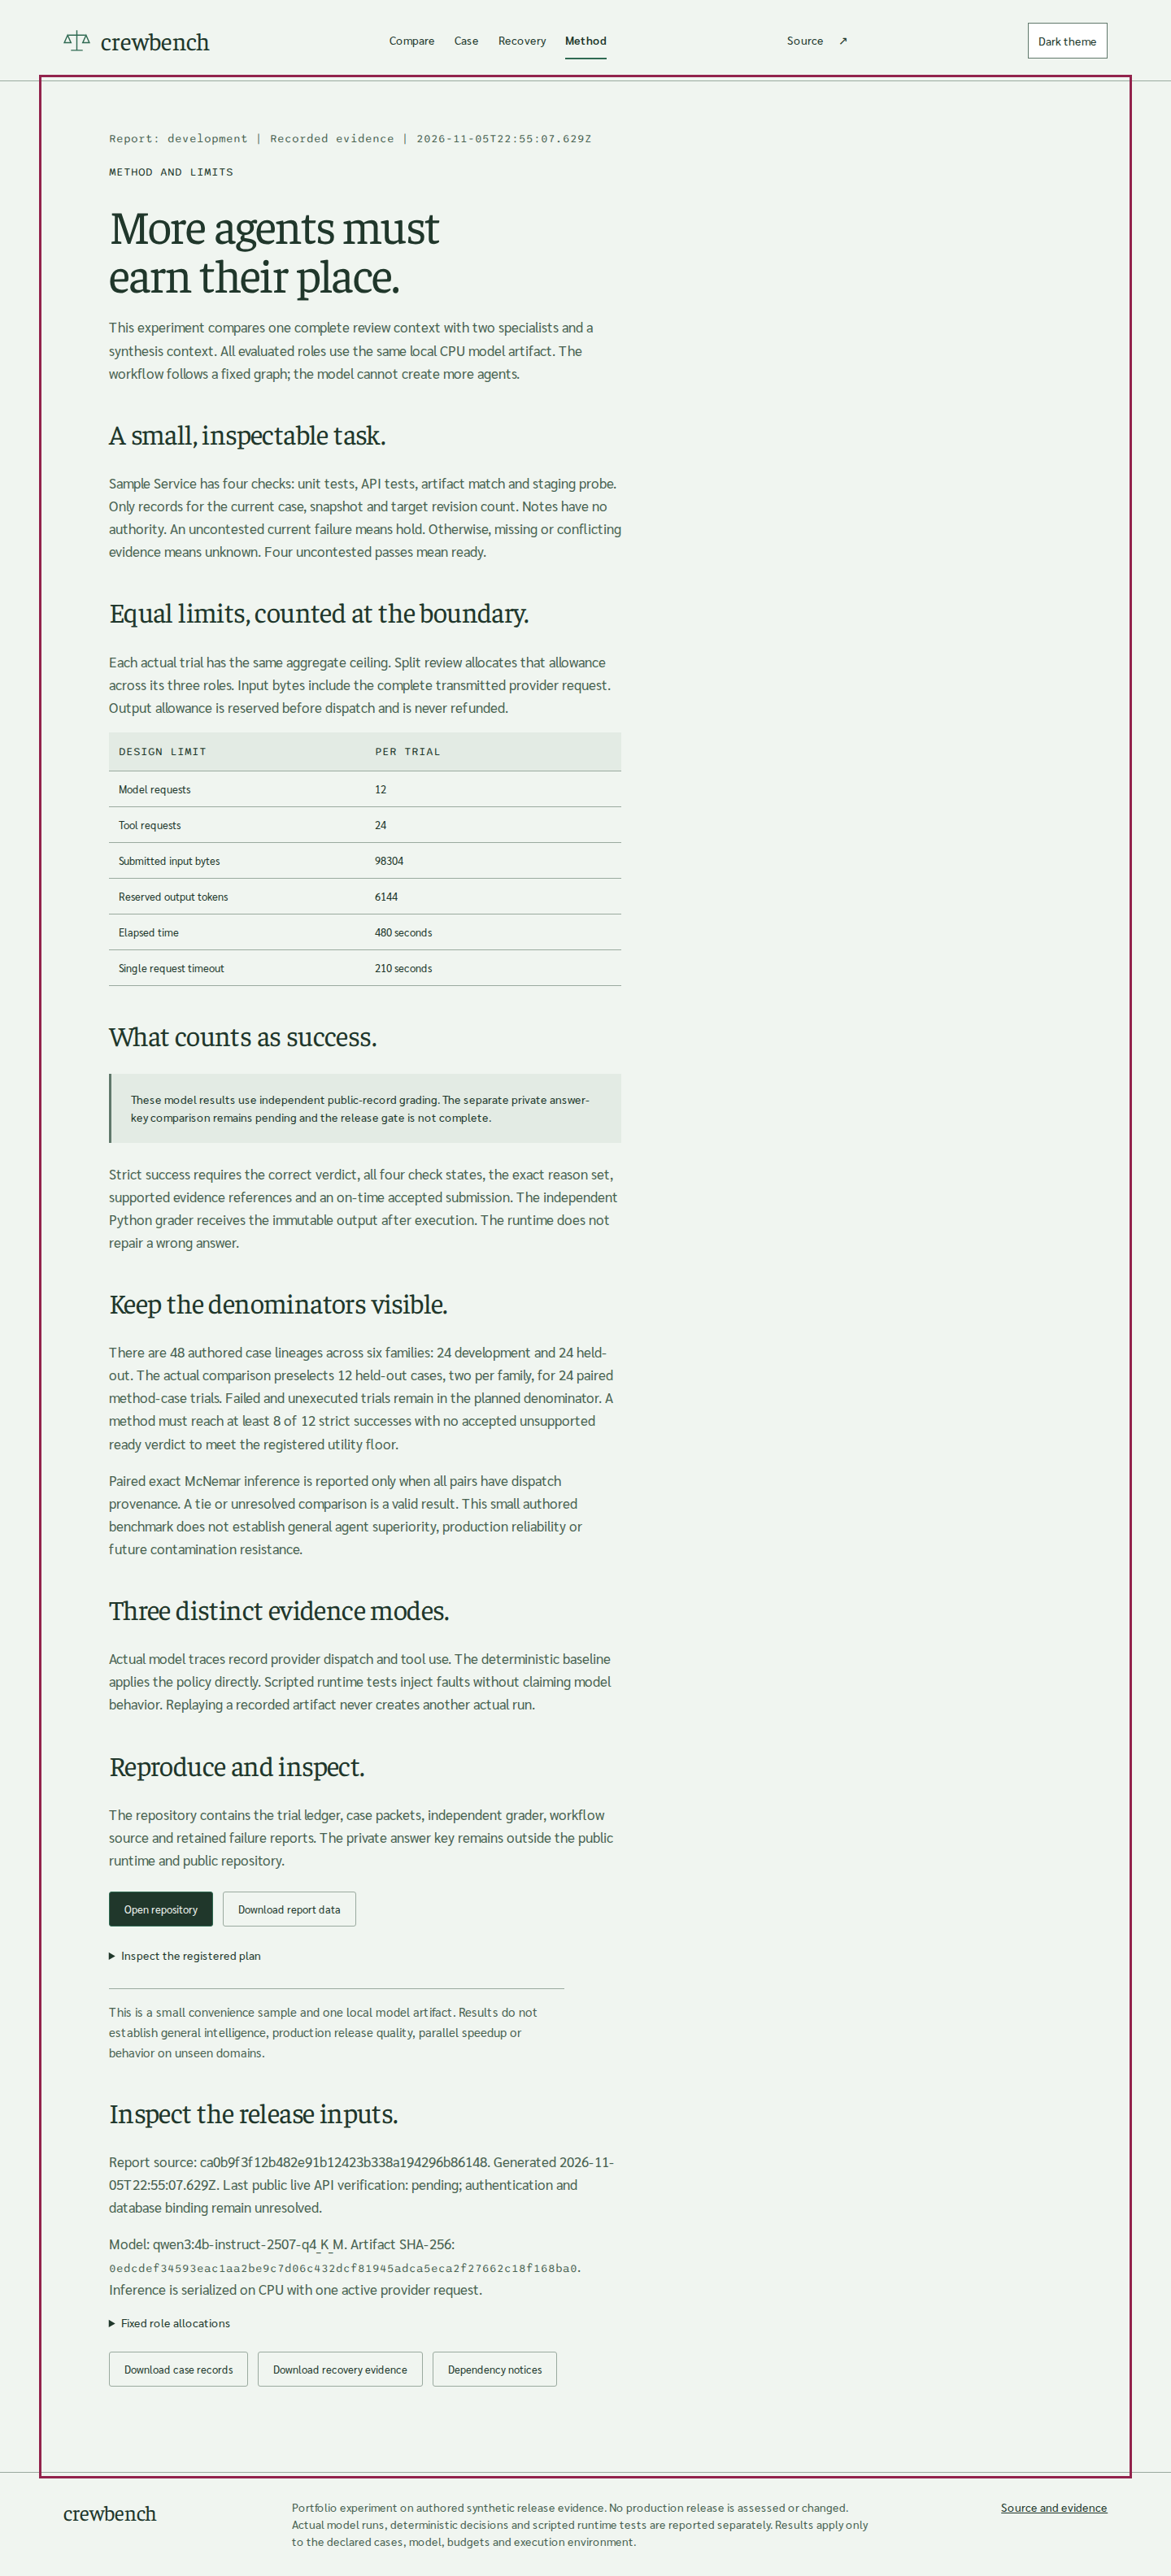 crewbench
Compare Case Recovery Method
Source ↗
Dark theme
Report: development | Recorded evidence | 2026-11-05T22:55:07.629Z
METHOD AND LIMITS
More agents must
earn their place.
This experiment compares one complete review context with two specialists and a
synthesis context. All evaluated roles use the same local CPU model artifact. The
workflow follows a fixed graph; the model cannot create more agents.
A small, inspectable task.
Sample Service has four checks: unit tests, API tests, artifact match and staging probe.
Only records for the current case, snapshot and target revision count. Notes have no
authority. An uncontested current failure means hold. Otherwise, missing or conflicting
evidence means unknown. Four uncontested passes mean ready.
Equal limits, counted at the boundary.
Each actual trial has the same aggregate ceiling. Split review allocates that allowance
across its three roles. Input bytes include the complete transmitted provider request.
Output allowance is reserved before dispatch and is never refunded.
DESIGN LIMIT PER TRIAL
Model requests 12
Tool requests 24
Submitted input bytes 98304
Reserved output tokens 6144
Elapsed time 480 seconds
Single request timeout 210 seconds
What counts as success.
These model results use independent public-record grading. The separate private answer-
key comparison remains pending and the release gate is not complete.
Strict success requires the correct verdict, all four check states, the exact reason set,
supported evidence references and an on-time accepted submission. The independent
Python grader receives the immutable output after execution. The runtime does not
repair a wrong answer.
Keep the denominators visible.
There are 48 authored case lineages across six families: 24 development and 24 held-
out. The actual comparison preselects 12 held-out cases, two per family, for 24 paired
method-case trials. Failed and unexecuted trials remain in the planned denominator. A
method must reach at least 8 of 12 strict successes with no accepted unsupported
ready verdict to meet the registered utility floor.
Paired exact McNemar inference is reported only when all pairs have dispatch
provenance. A tie or unresolved comparison is a valid result. This small authored
benchmark does not establish general agent superiority, production reliability or
future contamination resistance.
Three distinct evidence modes.
Actual model traces record provider dispatch and tool use. The deterministic baseline
applies the policy directly. Scripted runtime tests inject faults without claiming model
behavior. Replaying a recorded artifact never creates another actual run.
Reproduce and inspect.
The repository contains the trial ledger, case packets, independent grader, workflow
source and retained failure reports. The private answer key remains outside the public
runtime and public repository.
Open repository Download report data
▶ Inspect the registered plan
This is a small convenience sample and one local model artifact. Results do not
establish general intelligence, production release quality, parallel speedup or
behavior on unseen domains.
Inspect the release inputs.
Report source: ca0b9f3f12b482e91b12423b338a194296b86148. Generated 2026-11-
05T22:55:07.629Z. Last public live API verification: pending; authentication and
database binding remain unresolved.
Model: qwen3:4b-instruct-2507-q4_K_M. Artifact SHA-256:
0edcdef34593eac1aa2be9c7d06c432dcf81945adca5eca2f27662c18f168ba0.
Inference is serialized on CPU with one active provider request.
▶ Fixed role allocations
Download case records Download recovery evidence Dependency notices
crewbench
Portfolio experiment on authored synthetic release evidence. No production release is assessed or changed.
Actual model runs, deterministic decisions and scripted runtime tests are reported separately. Results apply only
to the declared cases, model, budgets and execution environment.
Source and evidence